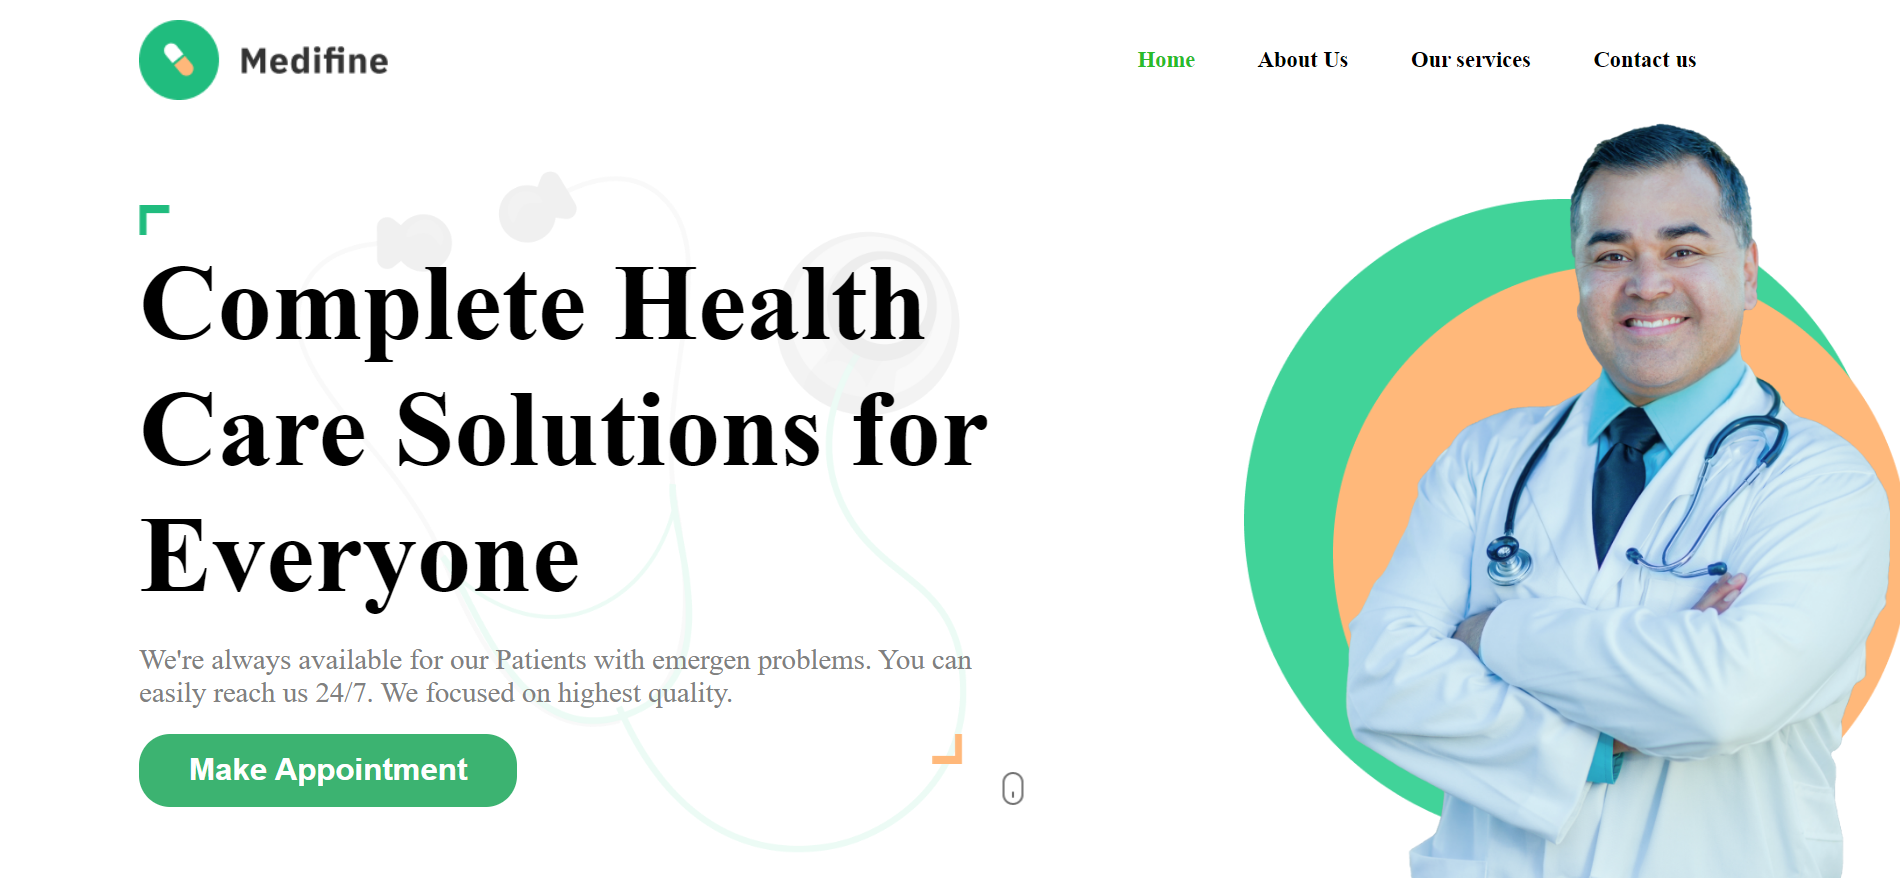 Medifine
Home
About Us
Our services
Contact us
Complete Health
Care Solutions for
Everyone
We're always available for our Patients with emergen problems. You can
easily reach us 24/7. We focused on highest quality.
Make Appointment